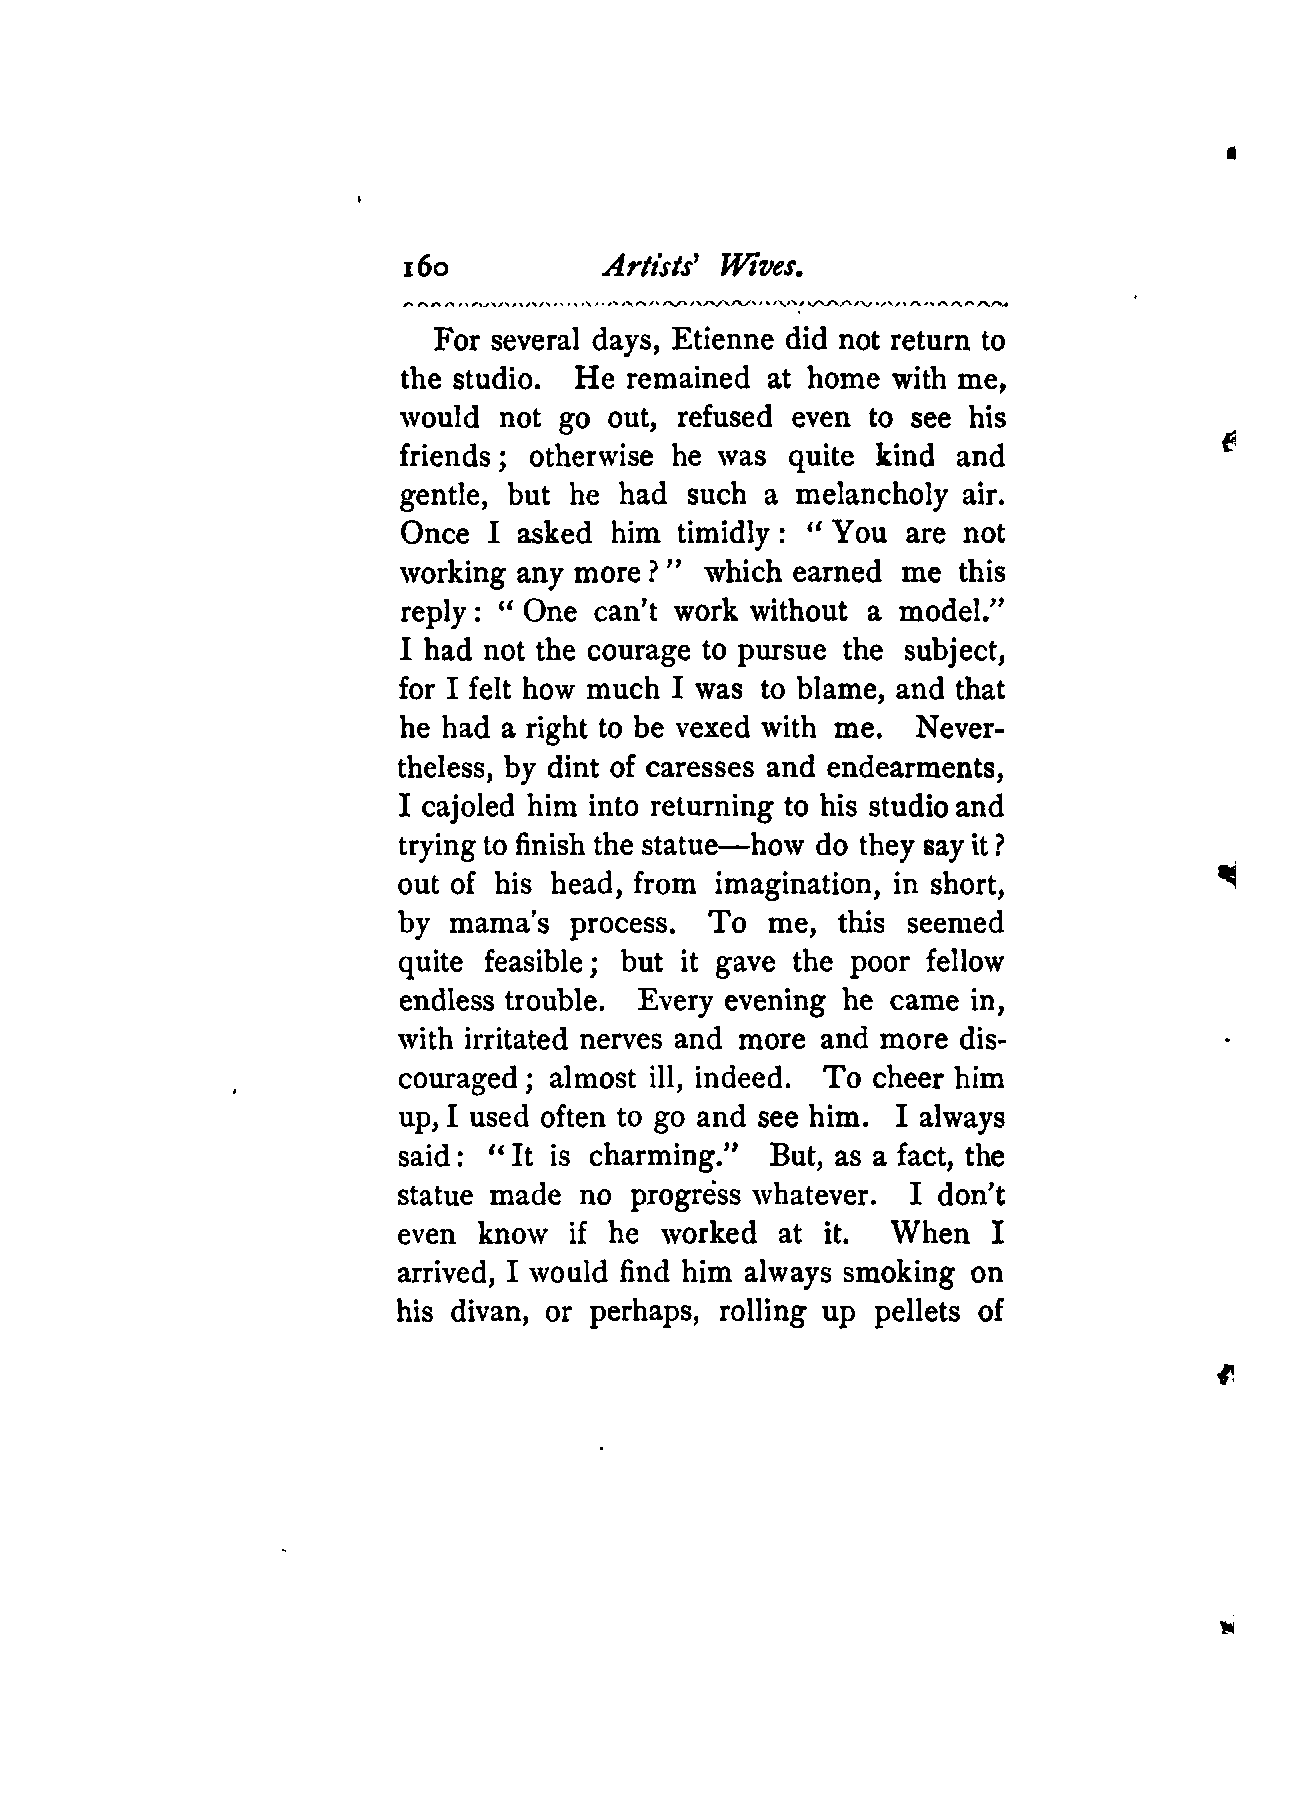 160 Artists' Wives.
For several days, Etienne did not return to
the studio. He remained at home with me,
would not go out, refused even to see his
friends; otherwise he was quite kind and
gentle, but he had such a melancholy air.
Once I asked him timidly: "You are not
working any more?" which earned me this
reply: "One can't work without a model."
I had not the courage to pursue the subject,
for I felt how much I was to blame, and that
he had a right to be vexed with me. Never-
theless, by dint of caresses and endearments,
I cajoled him into returning to his studio and
trying to finish the statue—how do they say it?
out of his head, from imagination, in short,
by mama's process. To me, this seemed
quite feasible; but it gave the poor fellow
endless trouble. Every evening he came in,
with irritated nerves and more and more dis-
couraged; almost ill, indeed. To cheer him
up, I used often to go and see him. I always
said: "It is charming." But, as a fact, the
statue made no progress whatever. I don't
even know if he worked at it. When I
arrived, I would find him always smoking on
his divan, or perhaps, rolling up pellets of